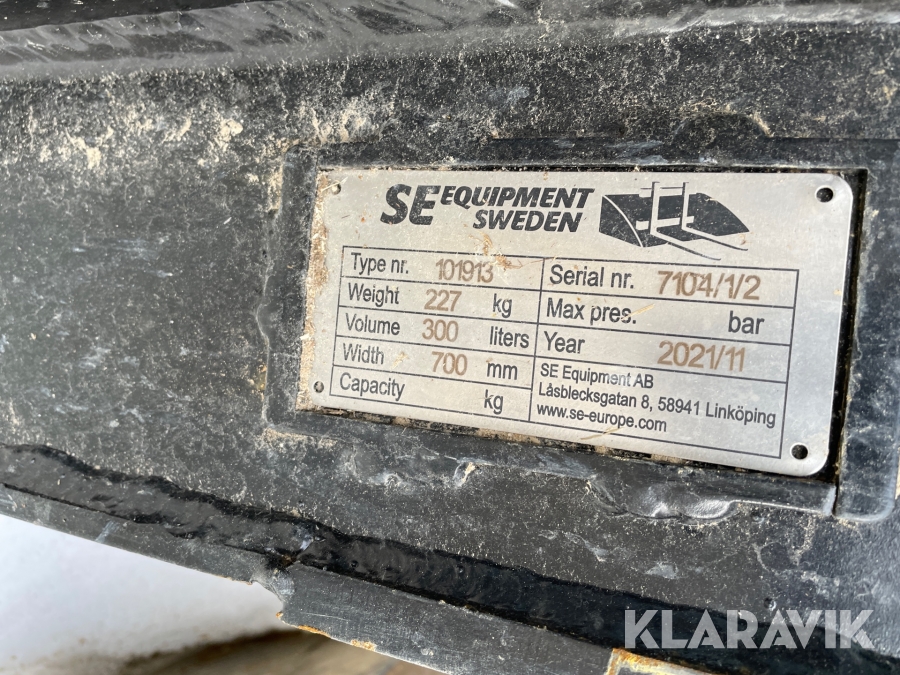 SE EQUIPMENT
SWEDEN
Type nr. 101913
Weight 227 kg
Volume 300 liters
Width 700 mm
Capacity kg
Serial nr. 7104/1/2
Max pres. bar
Year 2021/11
SE Equipment AB
Låsblecksgatan 8, 58941 Linköping
www.se-europe.com
KLARAVIK